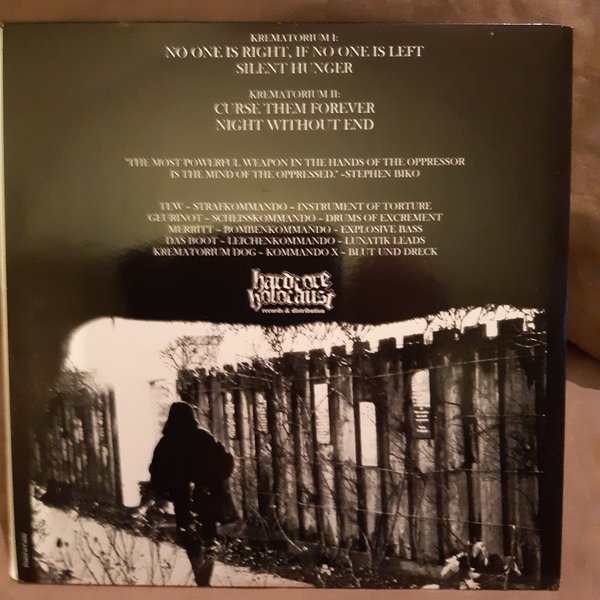 KREMATORIUM I:
NO ONE IS RIGHT, IF NO ONE IS LEFT
SILENT HUNGER
KREMATORIUM II:
CURSE THEM FOREVER
NIGHT WITHOUT END
"THE MOST POWERFUL WEAPON IN THE HANDS OF THE OPPRESSOR
IS THE MIND OF THE OPPRESSED." -STEPHEN BIKO
TUW - STRAFKOMMANDO - INSTRUMENT OF TORTURE
GEURINOT - SCHEISSKOMMANDO - DRUMS OF EXCREMENT
MERRITT - BOMBENKOMMANDO - EXPLOSIVE BASS
DAS BOOT - LEICHENKOMMANDO - LUNATIK LEADS
KREMATORIUM DOG - KOMMANDO X - BLUT UND DRECK
hardcore
holocaust
records & distribution